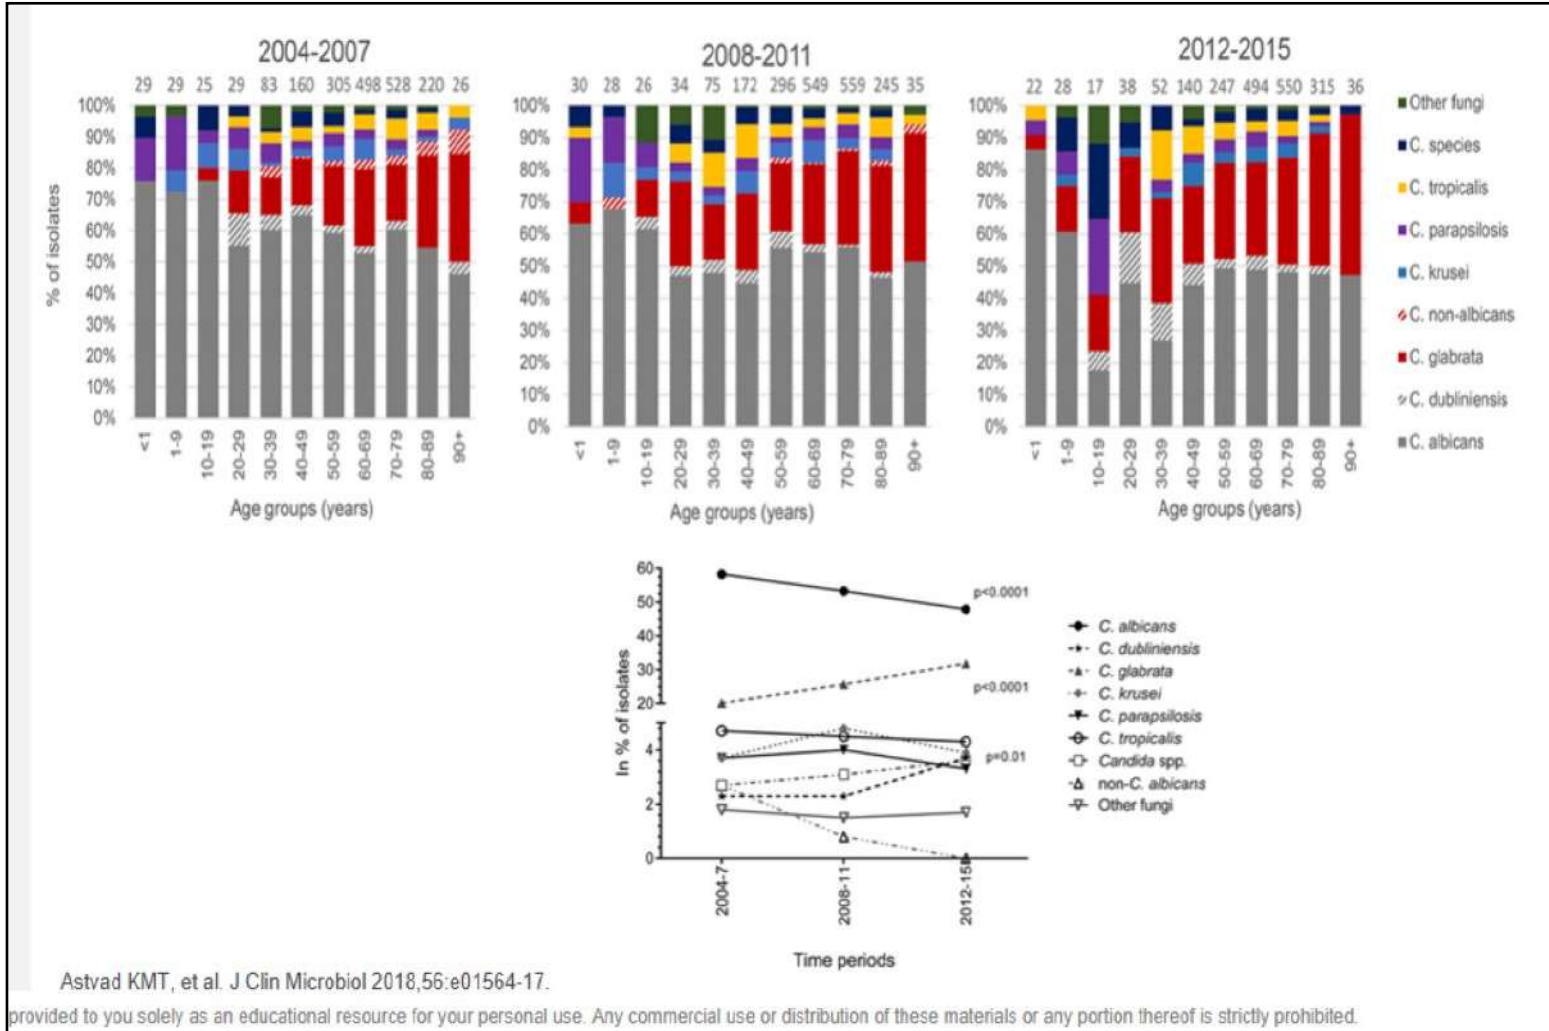 2004-2007
29 29 25 29 83 160 305 498 528 220 26
100%
90%
80%
70%
60%
50%
40%
30%
20%
10%
0%
% of isolates
<1 1-9 10-19 20-29 30-39 40-49 50-59 60-69 70-79 80-89 90+
Age groups (years)
2008-2011
30 28 26 34 75 172 296 549 559 245 35
100%
90%
80%
70%
60%
50%
40%
30%
20%
10%
0%
<1 1-9 10-19 20-29 30-39 40-49 50-59 60-69 70-79 80-89 90+
Age groups (years)
2012-2015
22 28 17 38 52 140 247 494 550 315 36
100%
90%
80%
70%
60%
50%
40%
30%
20%
10%
0%
<1 1-9 10-19 20-29 30-39 40-49 50-59 60-69 70-79 80-89 90+
Age groups (years)
Other fungi
C. species
C. tropicalis
C. parapsilosis
C. krusei
C. non-albicans
C. glabrata
C. dubliniensis
C. albicans
60
50
40
30
20
4
2
0
In % of isolates
p<0.0001
p<0.0001
p=0.01
2004-7 2008-11 2012-15
Time periods
C. albicans
C. dubliniensis
C. glabrata
C. krusei
C. parapsilosis
C. tropicalis
Candida spp.
non-C. albicans
Other fungi
Astvad KMT, et al. J Clin Microbiol 2018,56:e01564-17.
provided to you solely as an educational resource for your personal use. Any commercial use or distribution of these materials or any portion thereof is strictly prohibited.